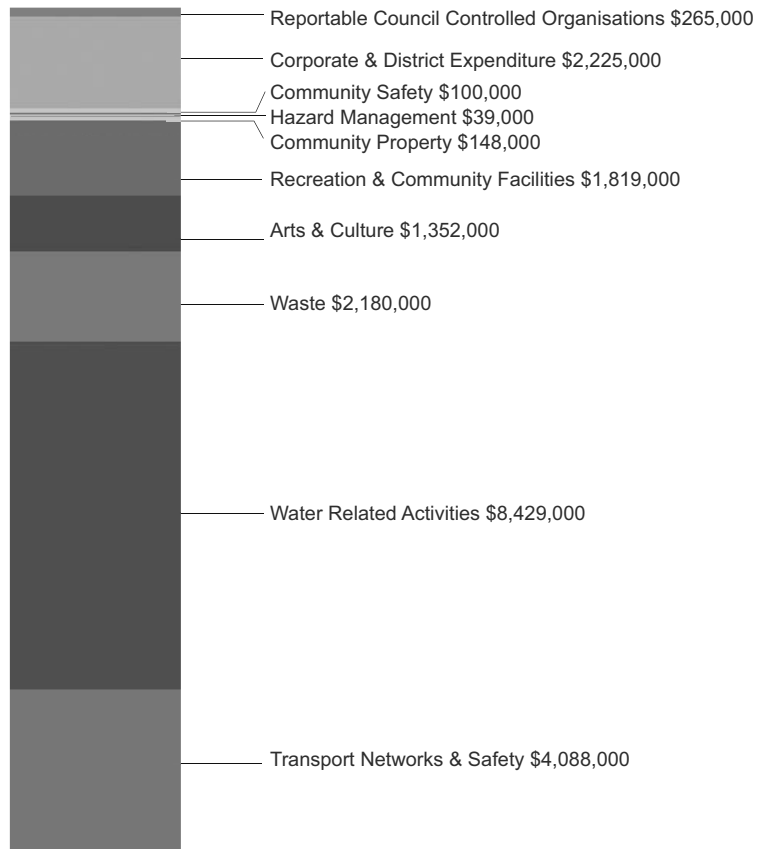 Reportable Council Controlled Organisations $265,000
Corporate & District Expenditure $2,225,000
Community Safety $100,000
Hazard Management $39,000
Community Property $148,000
Recreation & Community Facilities $1,819,000
Arts & Culture $1,352,000
Waste $2,180,000
Water Related Activities $8,429,000
Transport Networks & Safety $4,088,000